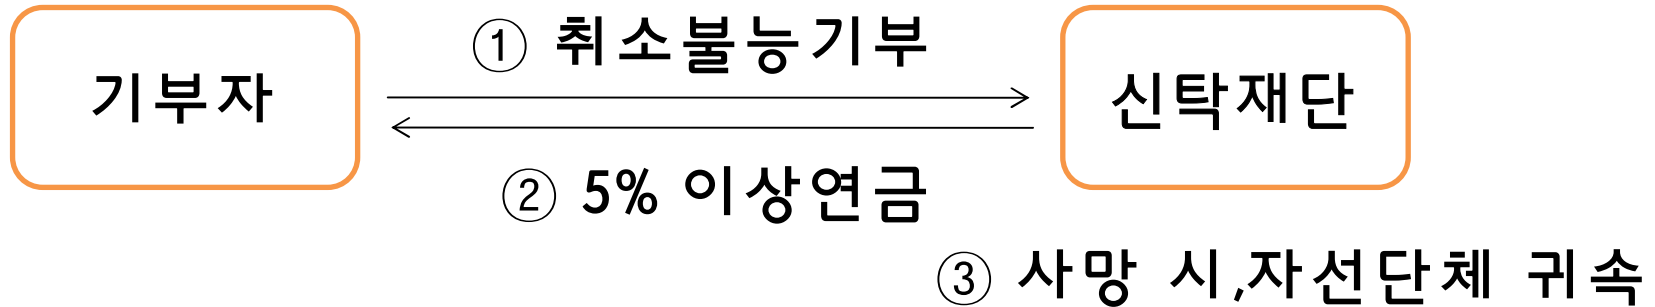 ① 취소불능기부
기부자
신탁재단
② 5% 이상연금
③ 사망 시,자선단체 귀속